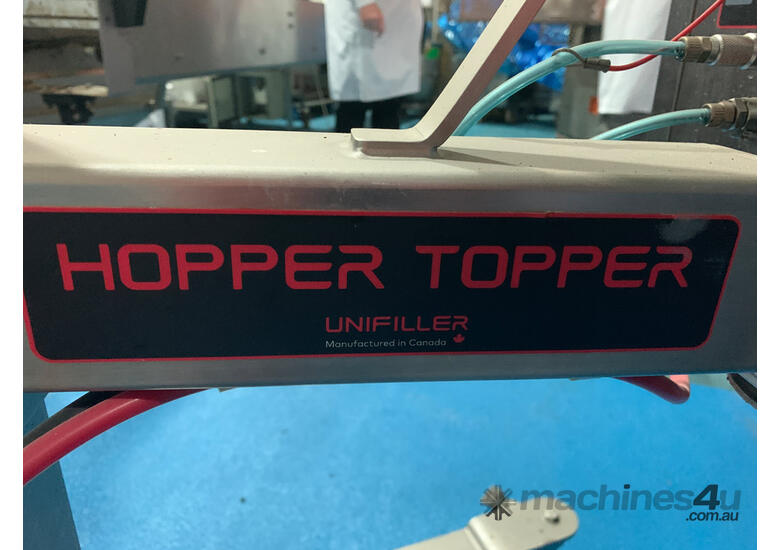 HOPPER TOPPER
UNIFILLER
Manufactured in Canada
machines4u
.com.au